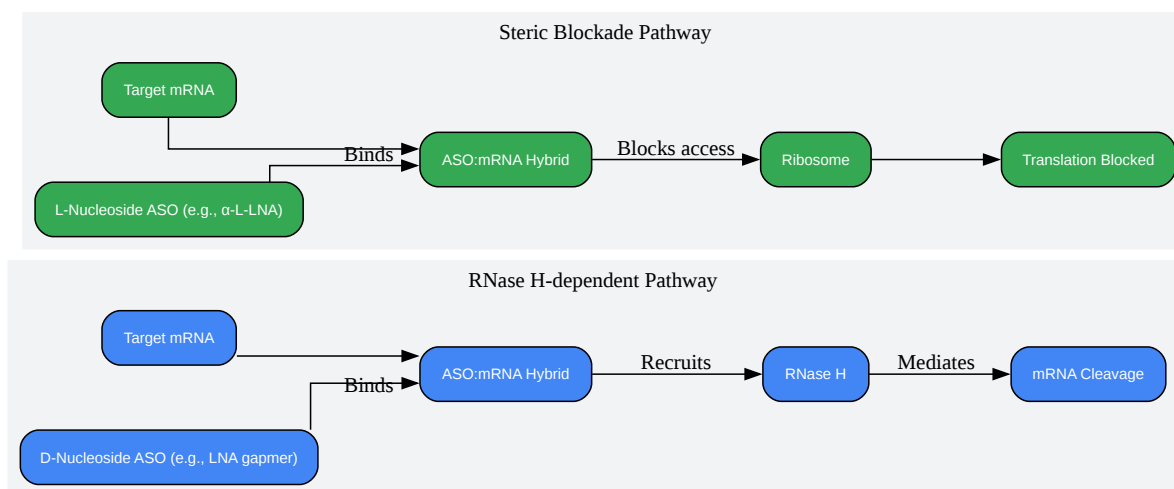 Steric Blockade Pathway
Target mRNA
Binds
L-Nucleoside ASO (e.g., α-L-LNA)
ASO:mRNA Hybrid
Blocks access
Ribosome
Translation Blocked
RNase H-dependent Pathway
Target mRNA
Binds
D-Nucleoside ASO (e.g., LNA gapmer)
ASO:mRNA Hybrid
Recruits
RNase H
Mediates
mRNA Cleavage